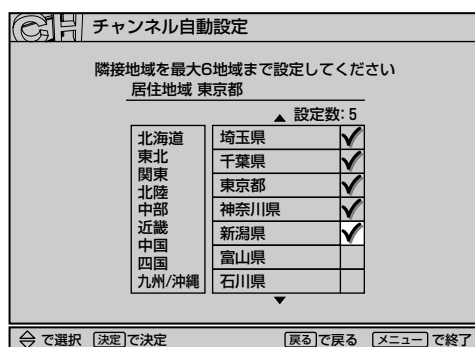 CH チャンネル自動設定
隣接地域を最大6地域まで設定してください
居住地域 東京都
▲ 設定数: 5
北海道
東北
関東
北陸
中部
近畿
中国
四国
九州/沖縄
埼玉県
千葉県
東京都
神奈川県
新潟県
富山県
石川県
▼
で選択 決定で決定 戻るで戻る メニューで終了